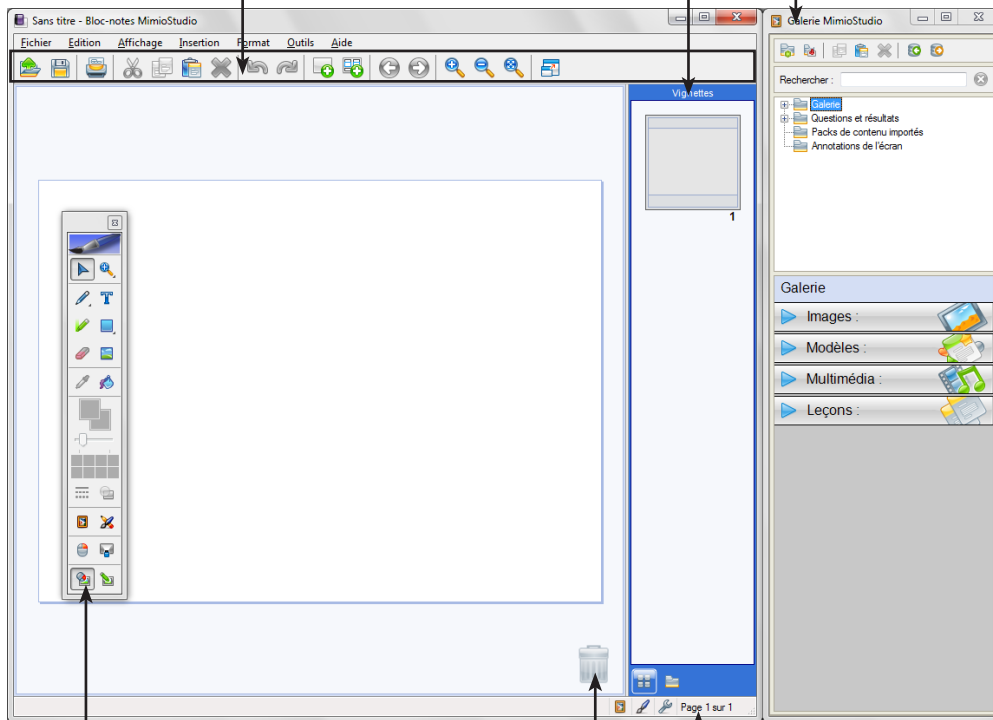 Sans titre - Bloc-notes MimioStudio
Fichier Edition Affichage Insertion Format Outils Aide
Vignettes
1
Page 1 sur 1
Galerie MimioStudio
Rechercher :
Galerie
Questions et résultats
Packs de contenu importés
Annotations de l'écran
Galerie
Images :
Modèles :
Multimédia :
Leçons :